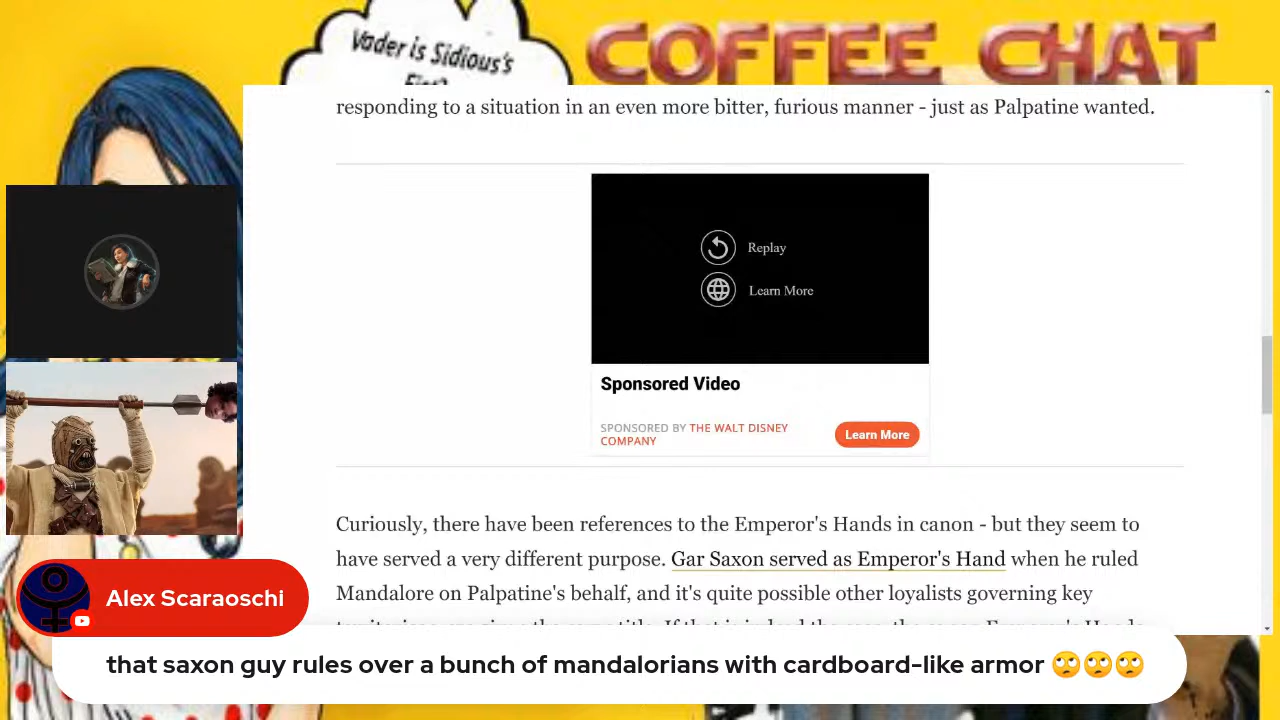 Vader is Sidious's
COFFEE CHAT
responding to a situation in an even more bitter, furious manner - just as Palpatine wanted.
Replay
Learn More
Sponsored Video
SPONSORED BY THE WALT DISNEY
COMPANY
Learn More
Curiously, there have been references to the Emperor's Hands in canon - but they seem to
have served a very different purpose. Gar Saxon served as Emperor's Hand when he ruled
Mandalore on Palpatine's behalf, and it's quite possible other loyalists governing key
Alex Scaraoschi
that saxon guy rules over a bunch of mandalorians with cardboard-like armor 🙄🙄🙄